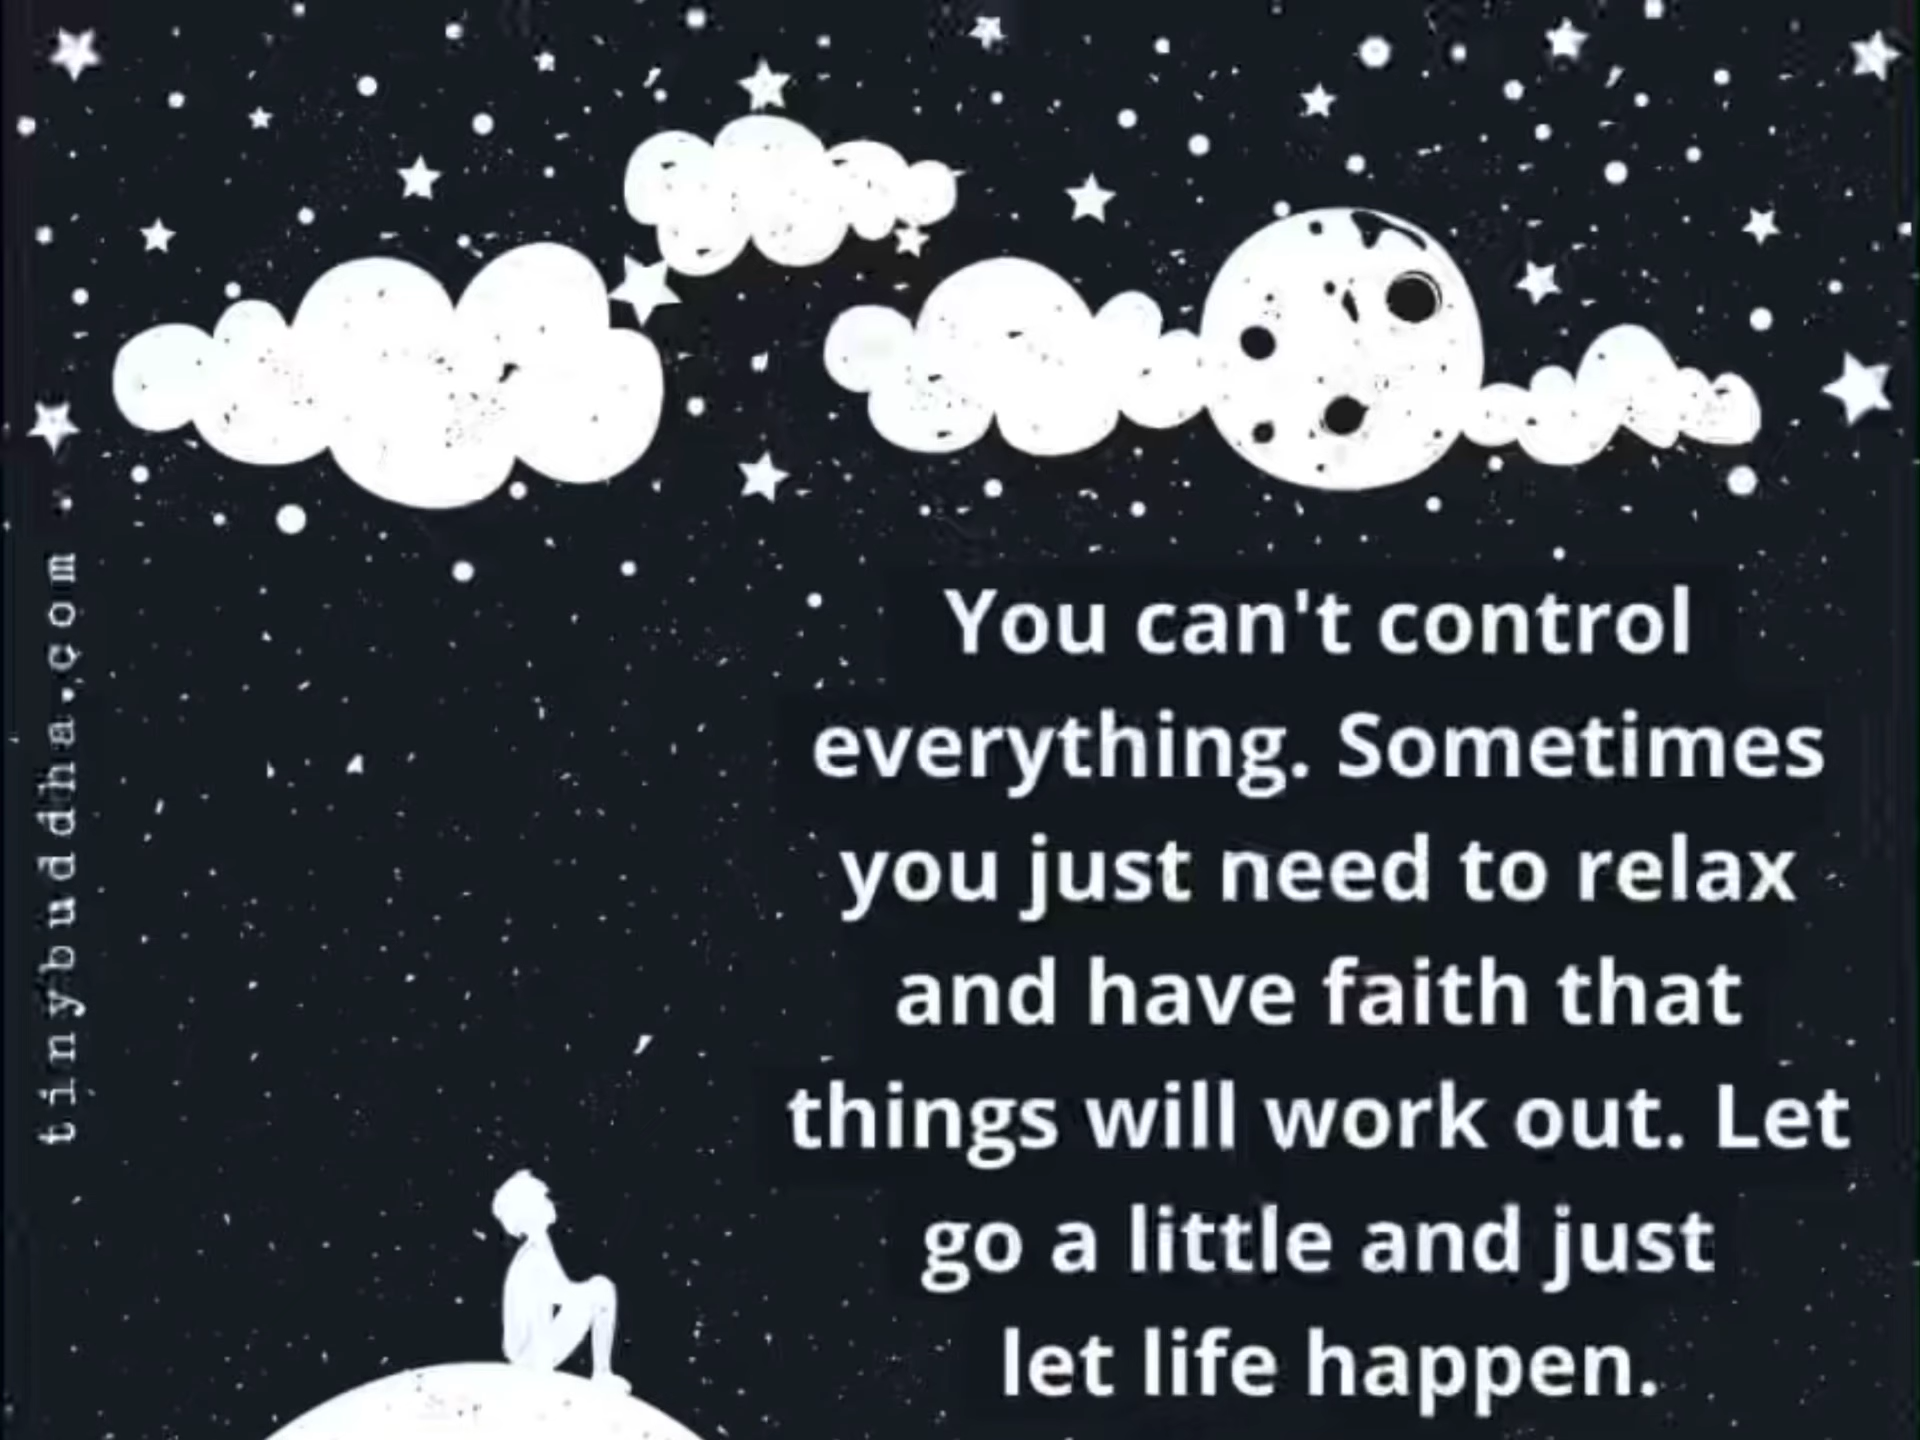 tinybuddha.com
You can't control
everything. Sometimes
you just need to relax
and have faith that
things will work out. Let
go a little and just
let life happen.